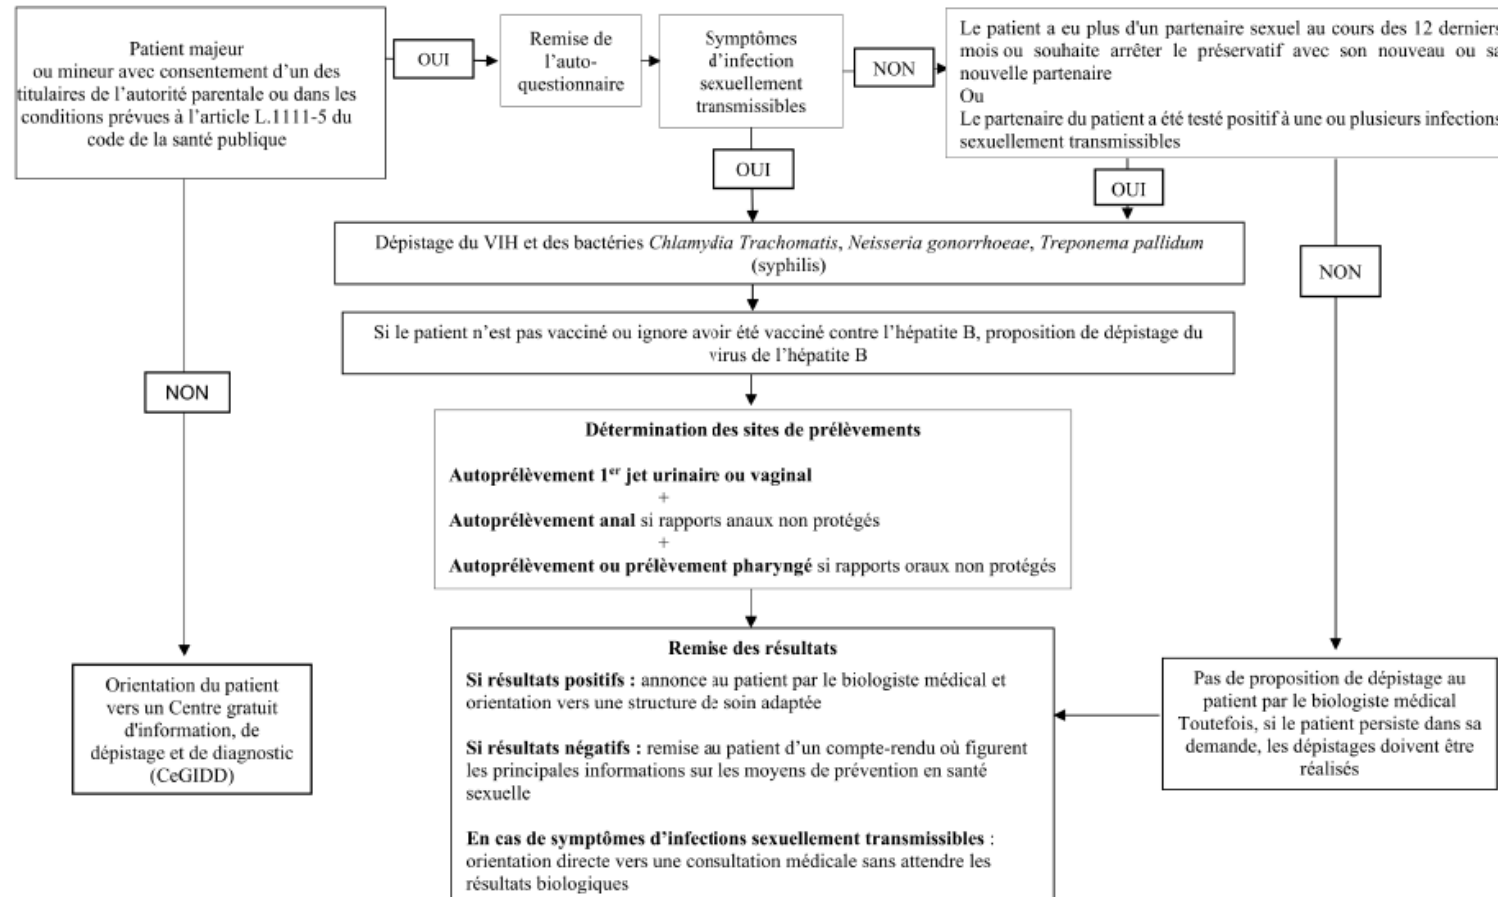 Patient majeur
ou mineur avec consentement d'un des
titulaires de l'autorité parentale ou dans les
conditions prévues à l'article L.1111-5 du
code de la santé publique
OUI
Remise de
l'auto-
questionnaire
Symptômes
d'infection
sexuellement
transmissibles
NON
Le patient a eu plus d'un partenaire sexuel au cours des 12 derniers
mois ou souhaite arrêter le préservatif avec son nouveau ou sa
nouvelle partenaire
Ou
Le partenaire du patient a été testé positif à une ou plusieurs infections
sexuellement transmissibles
OUI
OUI
Dépistage du VIH et des bactéries Chlamydia Trachomatis, Neisseria gonorrhoeae, Treponema pallidum
(syphilis)
NON
Si le patient n'est pas vacciné ou ignore avoir été vacciné contre l'hépatite B, proposition de dépistage du
virus de l'hépatite B
NON
Détermination des sites de prélèvements
Autoprélèvement 1er jet urinaire ou vaginal
+
Autoprélèvement anal si rapports anaux non protégés
+
Autoprélèvement ou prélèvement pharyngé si rapports oraux non protégés
Orientation du patient
vers un Centre gratuit
d'information, de
dépistage et de diagnostic
(CeGIDD)
Remise des résultats
Si résultats positifs : annonce au patient par le biologiste médical et
orientation vers une structure de soin adaptée
Si résultats négatifs : remise au patient d'un compte-rendu où figurent
les principales informations sur les moyens de prévention en santé
sexuelle
En cas de symptômes d'infections sexuellement transmissibles :
orientation directe vers une consultation médicale sans attendre les
résultats biologiques
Pas de proposition de dépistage au
patient par le biologiste médical
Toutefois, si le patient persiste dans sa
demande, les dépistages doivent être
réalisés